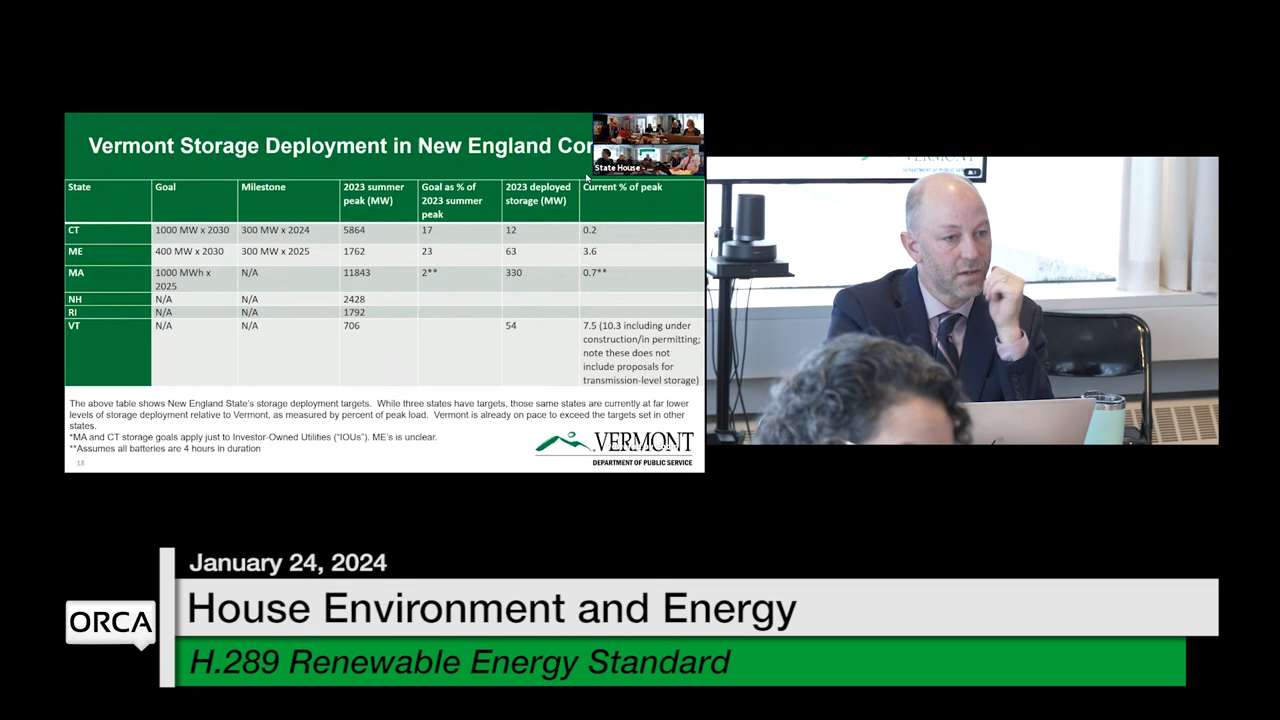 Vermont Storage Deployment in New England Cor
State House
State Goal Milestone 2023 summer peak (MW) Goal as % of 2023 summer peak 2023 deployed storage (MW) Current % of peak
CT 1000 MW x 2030 300 MW x 2024 5864 17 12 0.2
ME 400 MW x 2030 300 MW x 2025 1762 23 63 3.6
MA 1000 MWh x 2025 N/A 11843 2** 330 0.7**
NH N/A N/A 2428
RI N/A N/A 1792
VT N/A N/A 706 54 7.5 (10.3 including under construction/in permitting; note these does not include proposals for transmission-level storage)
The above table shows New England State's storage deployment targets. While three states have targets, those same states are currently at far lower
levels of storage deployment relative to Vermont, as measured by percent of peak load. Vermont is already on pace to exceed the targets set in other
states.
*MA and CT storage goals apply just to Investor-Owned Utilities ("IOUs"). ME's is unclear.
**Assumes all batteries are 4 hours in duration
18
VERMONT
DEPARTMENT OF PUBLIC SERVICE
VERMONT
January 24, 2024
House Environment and Energy
ORCA
H.289 Renewable Energy Standard